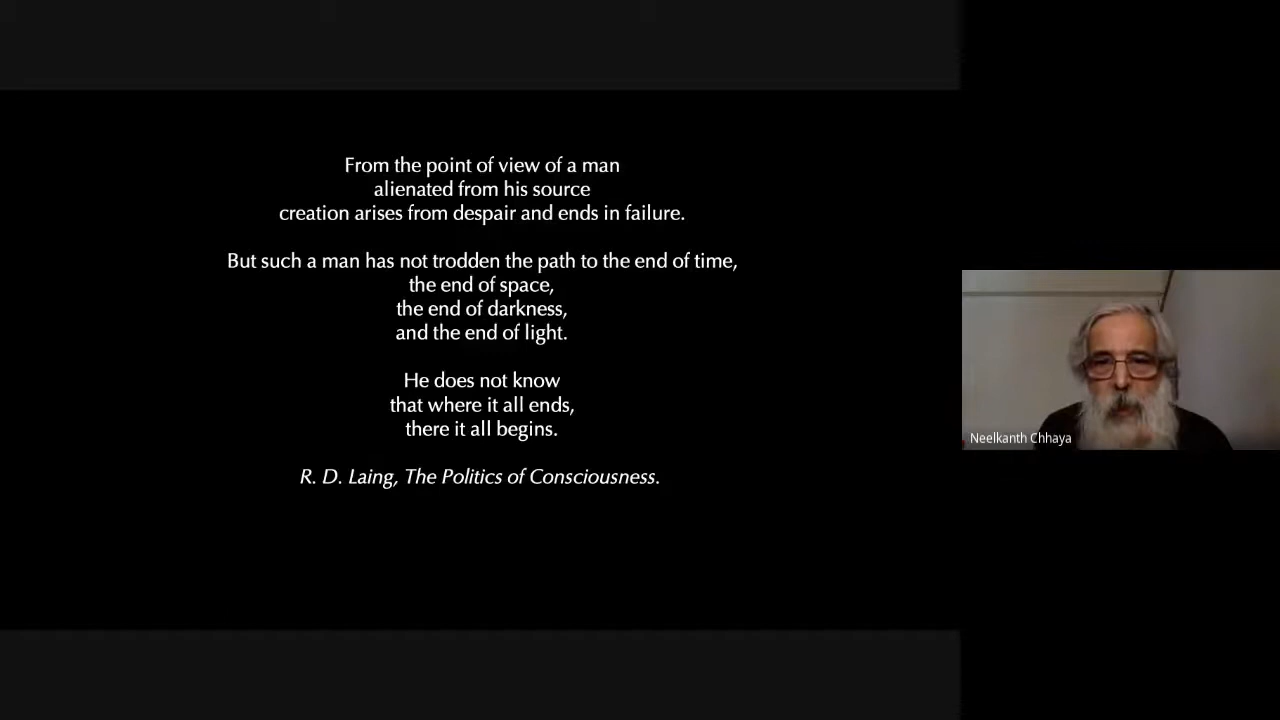 From the point of view of a man
alienated from his source
creation arises from despair and ends in failure.
But such a man has not trodden the path to the end of time,
the end of space,
the end of darkness,
and the end of light.
He does not know
that where it all ends,
there it all begins.
R. D. Laing, The Politics of Consciousness.
Neelkanth Chhaya